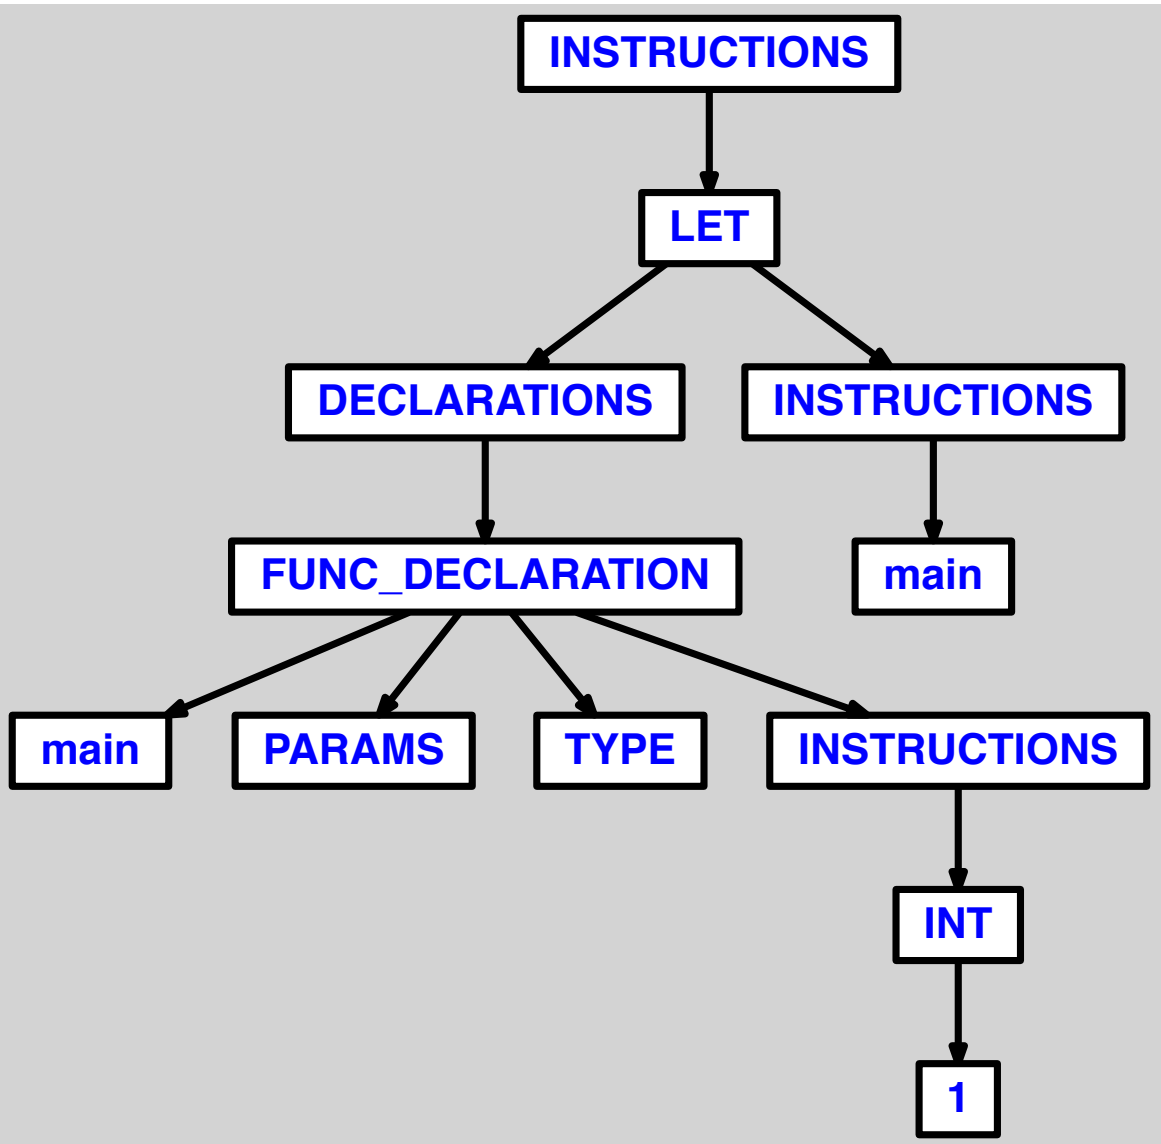 INSTRUCTIONS
LET
DECLARATIONS
INSTRUCTIONS
FUNC_DECLARATION
main
main
PARAMS
TYPE
INSTRUCTIONS
INT
1